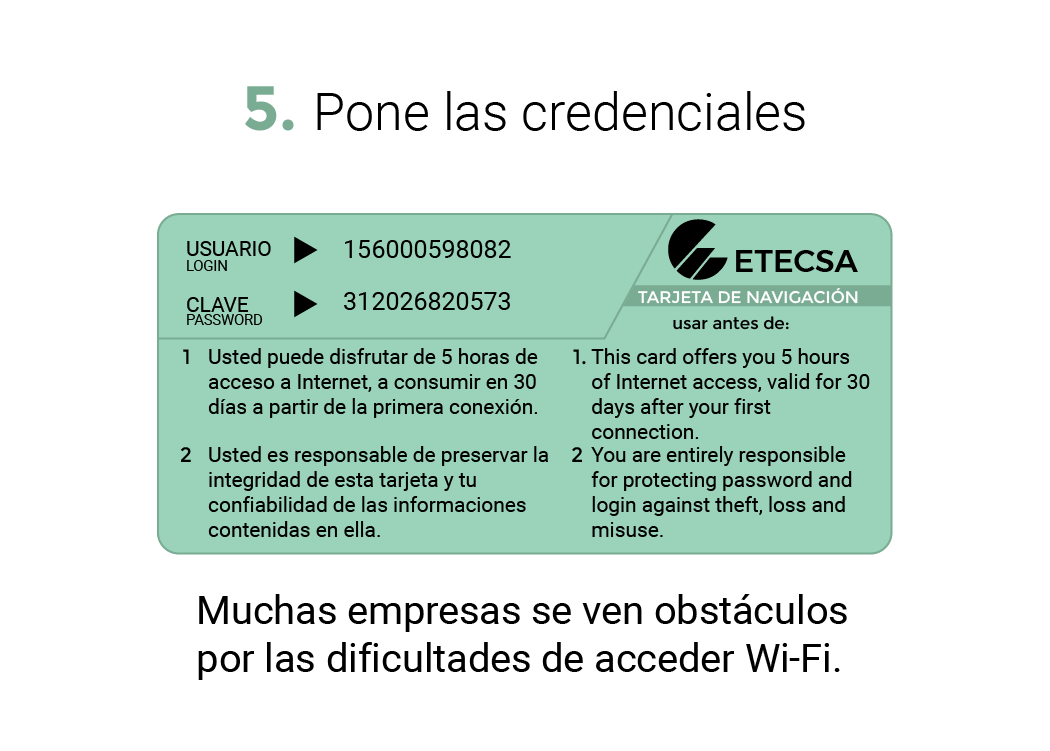 5. Pone las credenciales
USUARIO
LOGIN
156000598082
CLAVE
PASSWORD
312026820573
ETECSA
TARJETA DE NAVIGACIÓN
usar antes de:
1 Usted puede disfrutar de 5 horas de
acceso a Internet, a consumir en 30
días a partir de la primera conexión.
2 Usted es responsable de preservar la
integridad de esta tarjeta y tu
confiabilidad de las informaciones
contenidas en ella.
1. This card offers you 5 hours
of Internet access, valid for 30
days after your first
connection.
2 You are entirely responsible
for protecting password and
login against theft, loss and
misuse.
Muchas empresas se ven obstáculos
por las dificultades de acceder Wi-Fi.